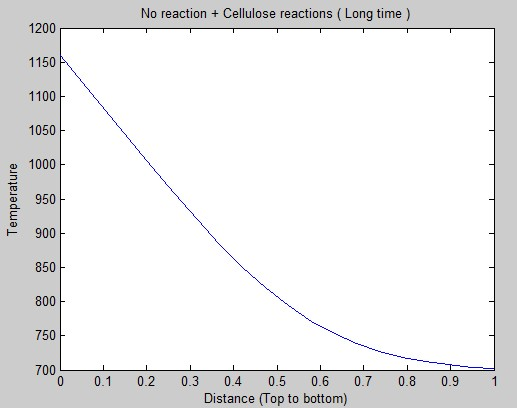 No reaction + Cellulose reactions ( Long time )
1200
1150
1100
1050
1000
950
900
850
800
750
700
Temperature
0 0.1 0.2 0.3 0.4 0.5 0.6 0.7 0.8 0.9 1
Distance (Top to bottom)